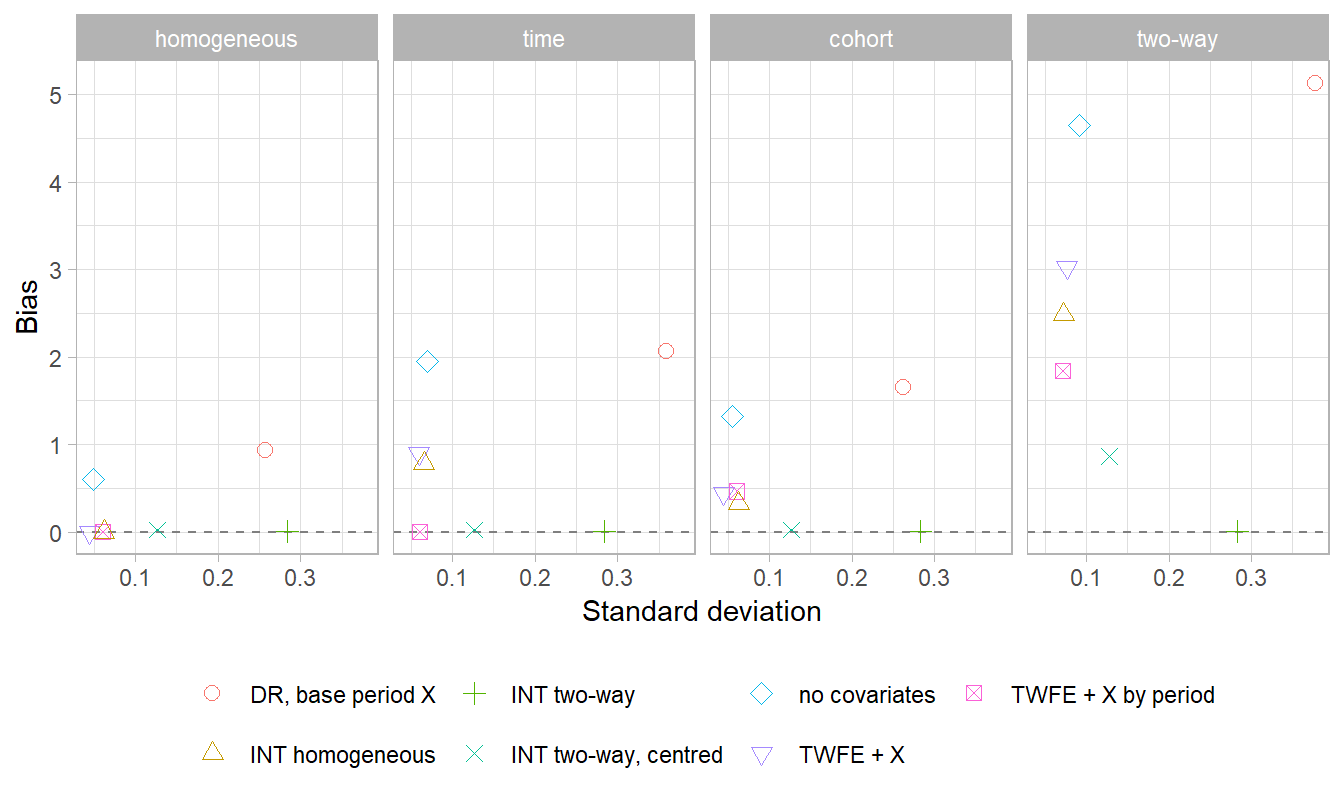 homogeneous time cohort two-way
5
4
3
2
1
0
Bias
0.1 0.2 0.3 0.1 0.2 0.3 0.1 0.2 0.3 0.1 0.2 0.3
Standard deviation
DR, base period X INT two-way no covariates TWFE + X by period
INT homogeneous INT two-way, centred TWFE + X